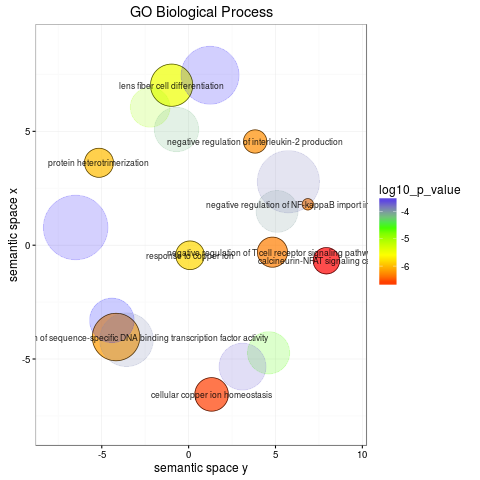 GO Biological Process
lens fiber cell differentiation
negative regulation of interleukin-2 production
protein heterotrimerization
negative regulation of NF-kappaB import i
negative regulation of T cell receptor signaling pathw
response to copper ion
calcineurin-NFAT signaling c
n of sequence-specific DNA binding transcription factor activity
cellular copper ion homeostasis
semantic space x
5
0
-5
-5
0
5
10
semantic space y
log10_p_value
-4
-5
-6